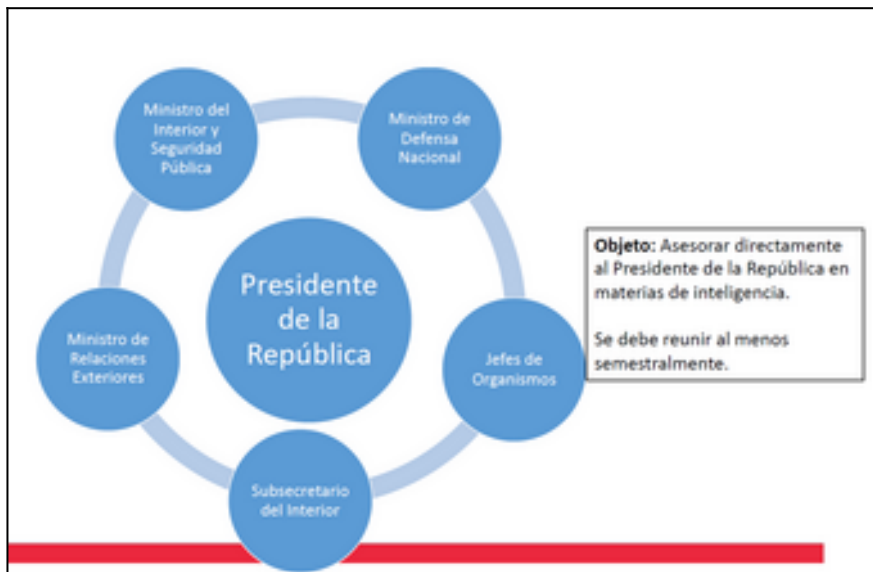 Ministro del
Interior y
Seguridad
Pública
Ministro de
Defensa
Nacional
Presidente
de la
República
Objeto: Asesorar directamente
al Presidente de la República en
materias de inteligencia.
Se debe reunir al menos
semestralmente.
Ministro de
Relaciones
Exteriores
Jefes de
Organismos
Subsecretario
del Interior